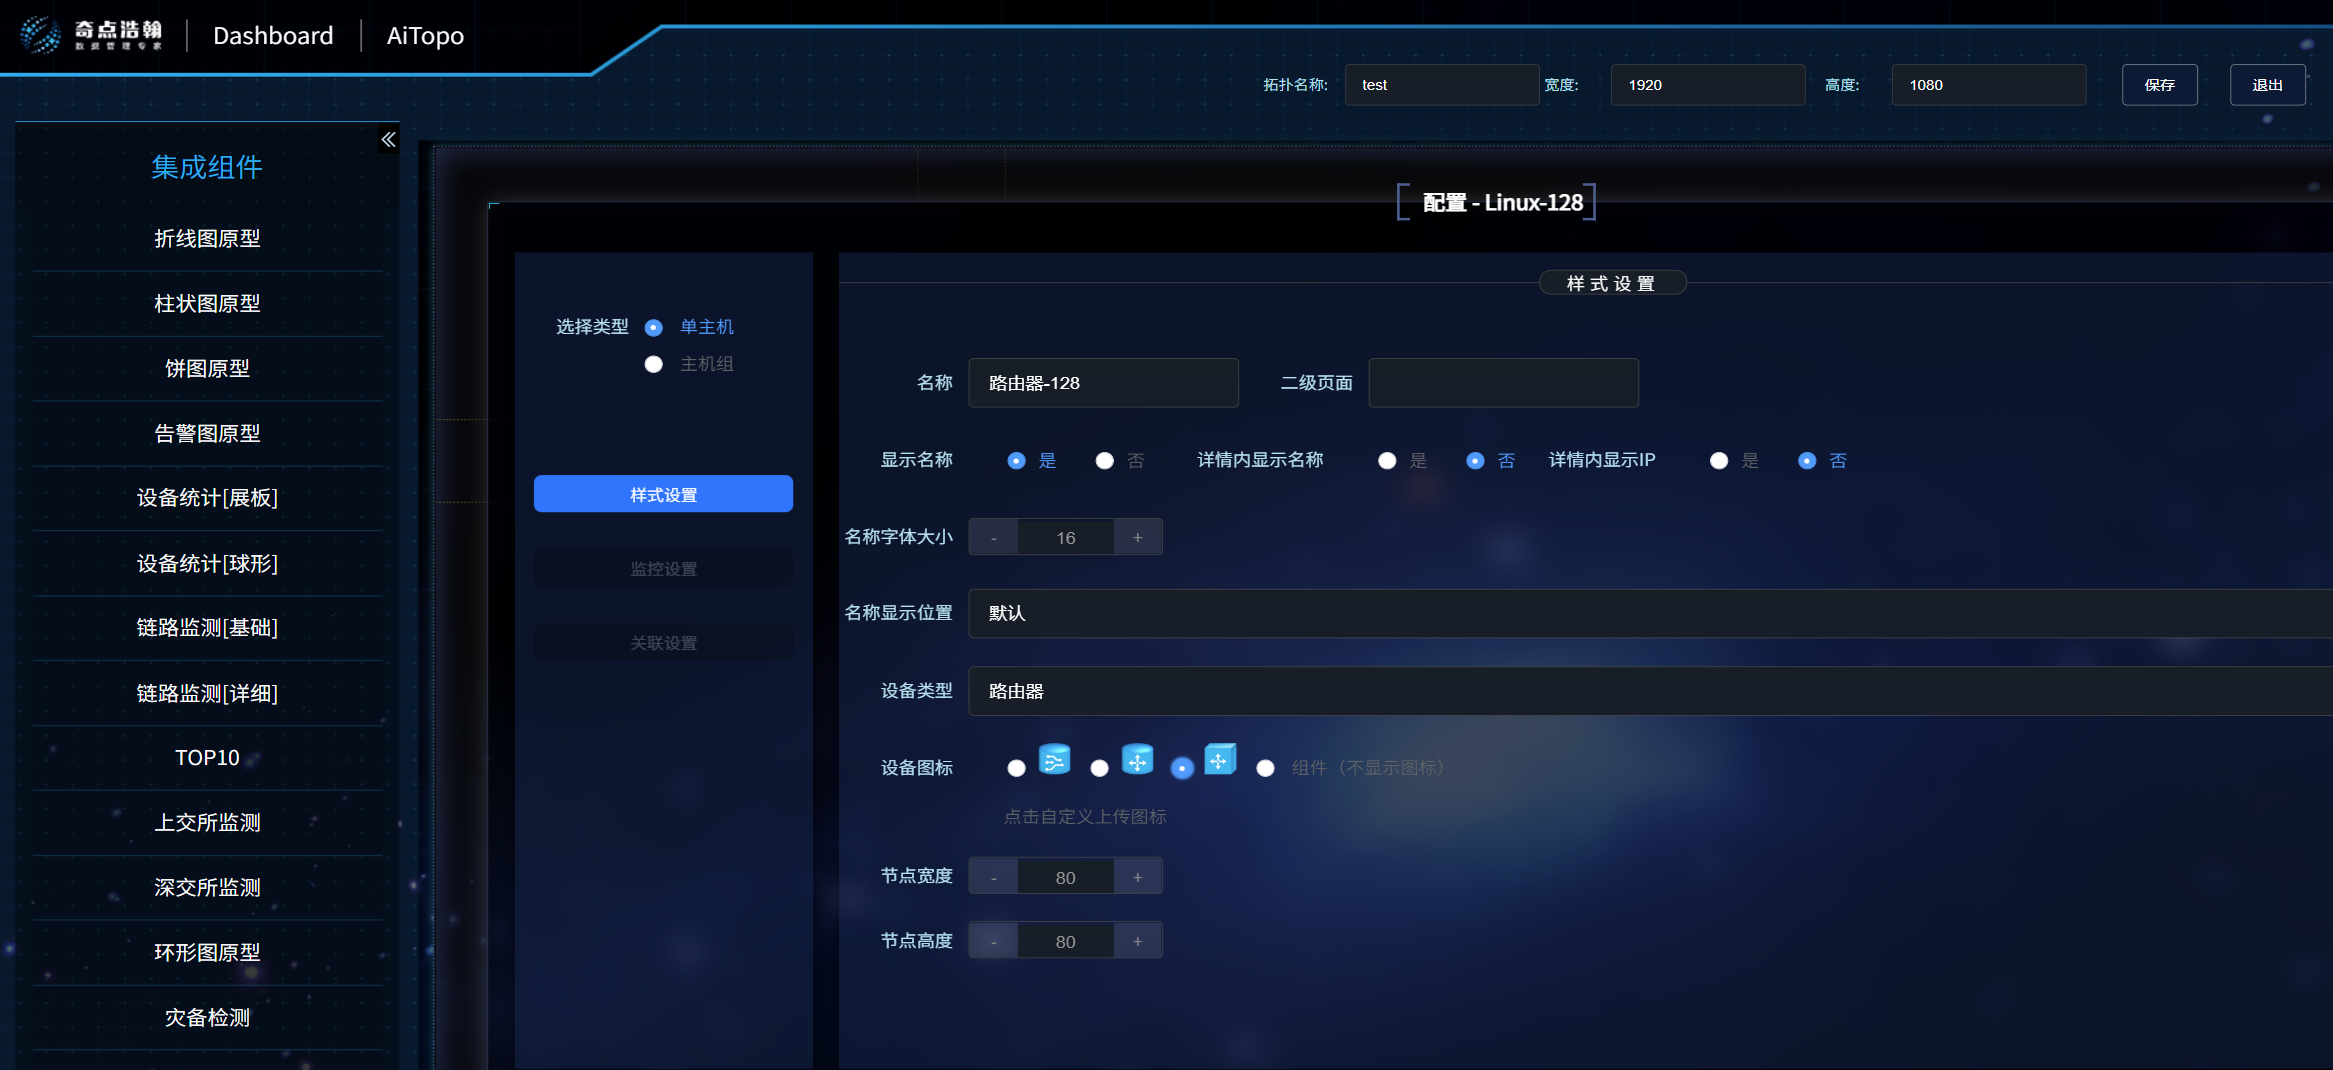 奇点浩瀚
数据管理专家
Dashboard
AiTopo
拓扑名称: test 宽度: 1920 高度: 1080 保存 退出
集成组件
折线图原型
柱状图原型
饼图原型
告警图原型
设备统计[展板]
设备统计[球形]
链路监测[基础]
链路监测[详细]
TOP10
上交所监测
深交所监测
环形图原型
灾备检测
配置 - Linux-128
选择类型 单主机
主机组
样式设置
监控设置
关联设置
样式设置
名称 路由器-128 二级页面
显示名称 是 否 详情内显示名称 是 否 详情内显示IP 是 否
名称字体大小 - 16 +
名称显示位置 默认
设备类型 路由器
设备图标 组件（不显示图标）
点击自定义上传图标
节点宽度 - 80 +
节点高度 - 80 +